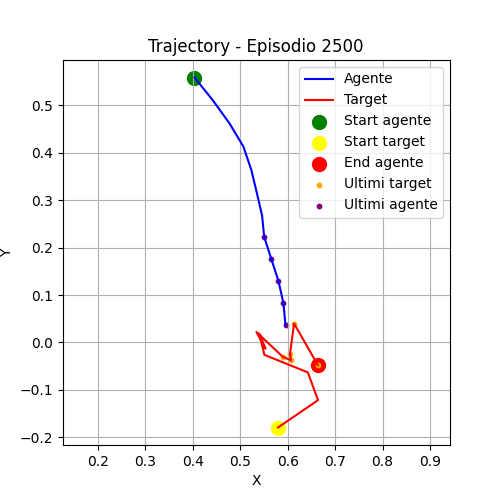 Trajectory - Episodio 2500
Agente
Target
Start agente
Start target
End agente
Ultimi target
Ultimi agente
Y
0.5
0.4
0.3
0.2
0.1
0.0
−0.1
−0.2
0.2 0.3 0.4 0.5 0.6 0.7 0.8 0.9
X